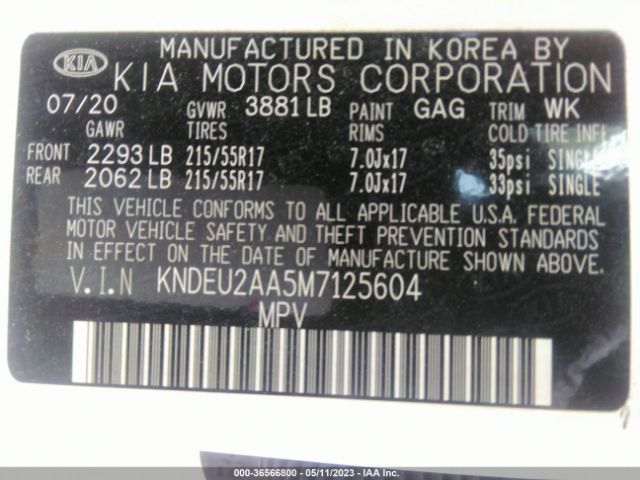 MANUFACTURED IN KOREA BY
KIA KIA MOTORS CORPORATION
07/20 GVWR 3881LB PAINT GAG TRIM WK
GAWR TIRES RIMS COLD TIRE INFL
FRONT 2293 LB 215/55R17 7.0Jx17 35psi SINGLE
REAR 2062 LB 215/55R17 7.0Jx17 33psi SINGLE
THIS VEHICLE CONFORMS TO ALL APPLICABLE U.S.A. FEDERAL
MOTOR VEHICLE SAFETY AND THEFT PREVENTION STANDARDS
IN EFFECT ON THE DATE OF MANUFACTURE SHOWN ABOVE.
V.I.N KNDEU2AA5M7125604
MPV
000-36566800 - 05/11/2023 - IAA Inc.